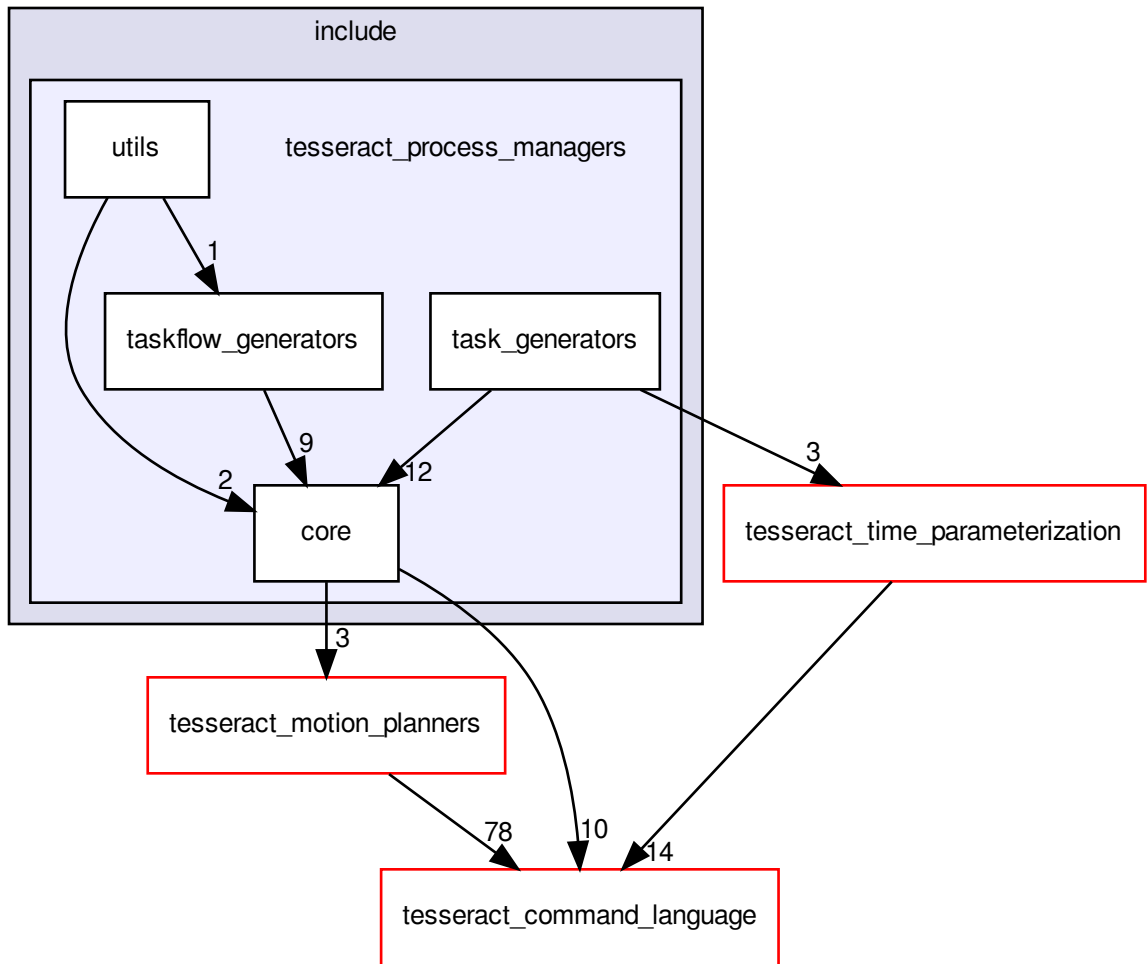 include
utils
tesseract_process_managers
1
taskflow_generators
task_generators
9
12
3
2
core
tesseract_time_parameterization
3
tesseract_motion_planners
78
10
14
tesseract_command_language